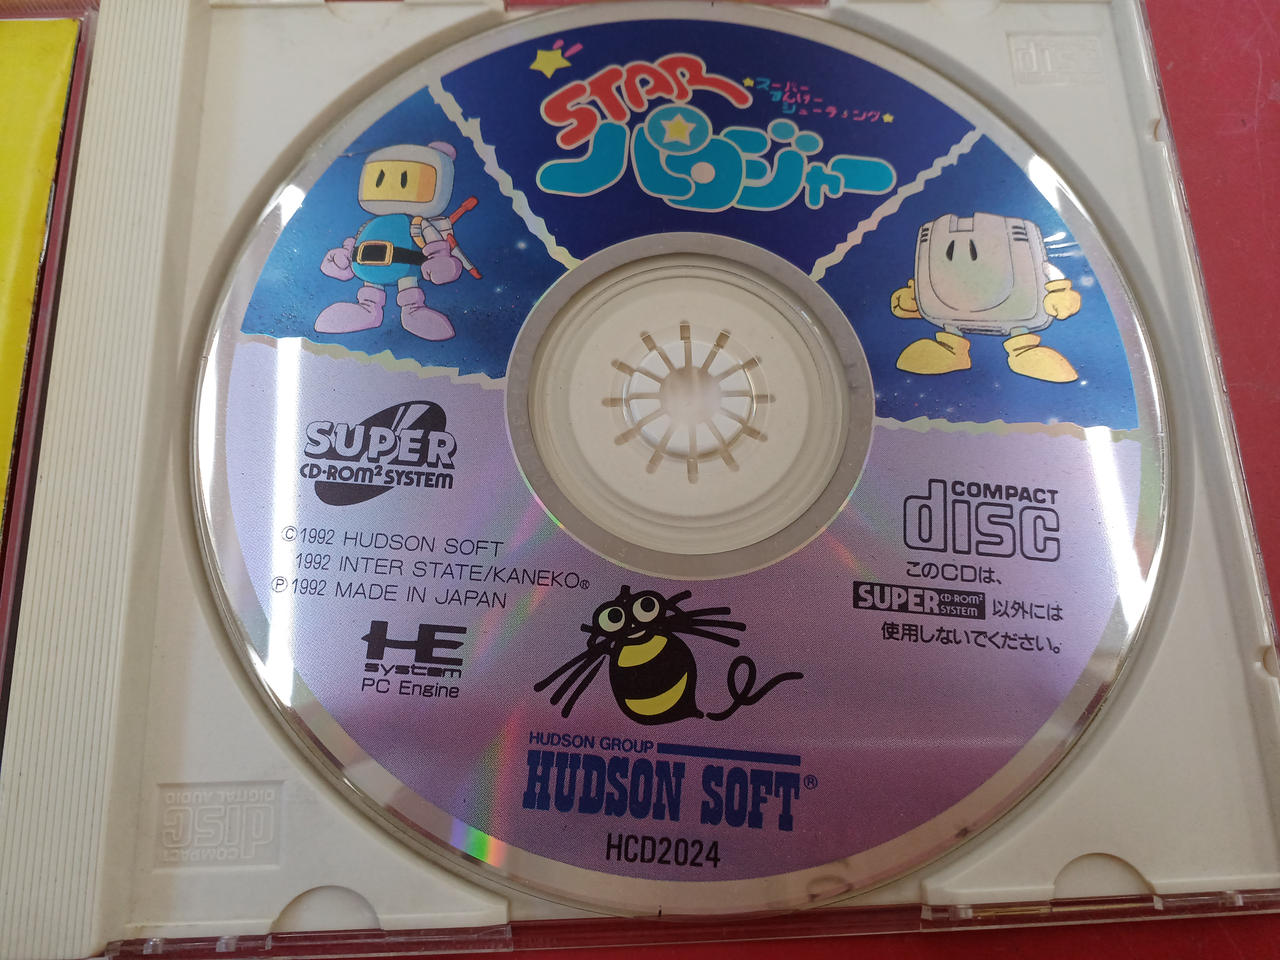 STAR
パロジャー
スーパー
すんげー
シューティング
SUPER
CD-ROM² SYSTEM
©1992 HUDSON SOFT
1992 INTER STATE/KANEKO®
Ⓟ1992 MADE IN JAPAN
HE
system
PC Engine
COMPACT
disc
このCDは、
SUPER CD-ROM² SYSTEM 以外には
使用しないでください。
HUDSON GROUP
HUDSON SOFT®
HCD2024
disc
COMPACT
disc
DIGITAL AUDIO